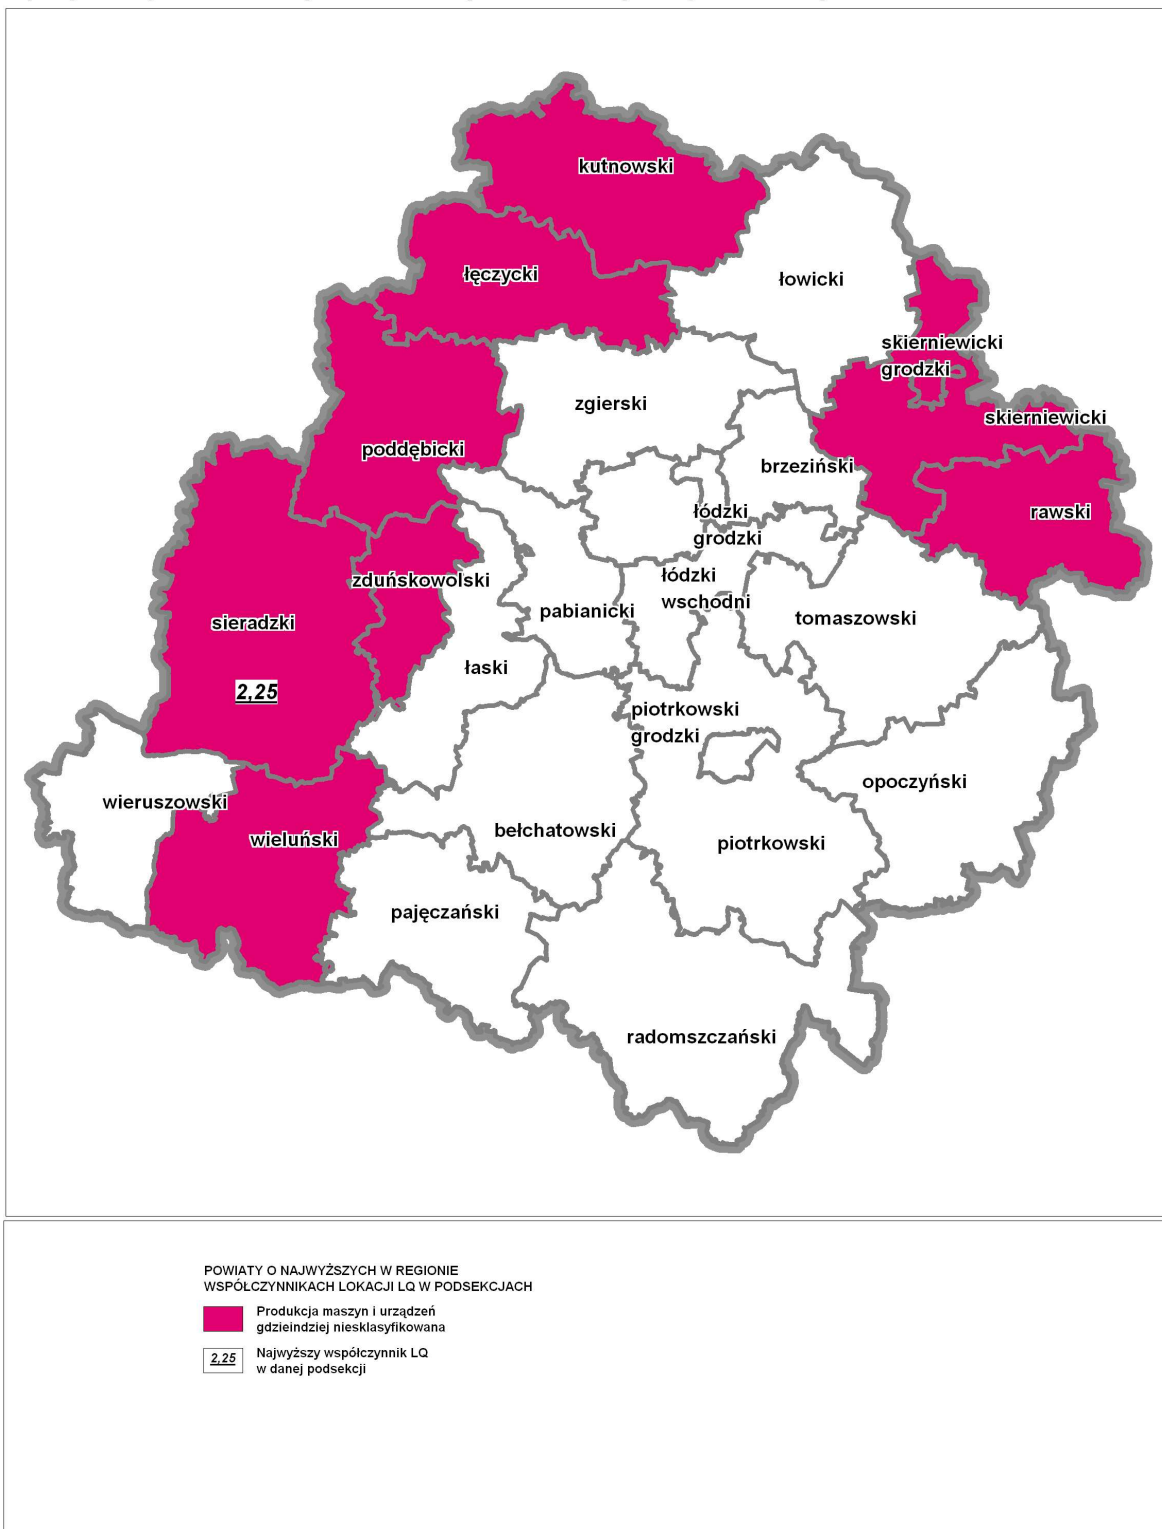 kutnowski
łęczycki
łowicki
skierniewicki
grodzki
zgierski
skierniewicki
poddębicki
brzeziński
łódzki
grodzki
rawski
zduńskowolski
łódzki
wschodni
pabianicki
sieradzki
tomaszowski
łaski
2,25
piotrkowski
grodzki
opoczyński
wieruszowski
wieluński
bełchatowski
piotrkowski
pajęczański
radomszczański
POWIATY O NAJWYŻSZYCH W REGIONIE
WSPÓŁCZYNNIKACH LOKACJI LQ W PODSEKCJACH
Produkcja maszyn i urządzeń
gdzieindziej niesklasyfikowana
2,25
Najwyższy współczynnik LQ
w danej podsekcji